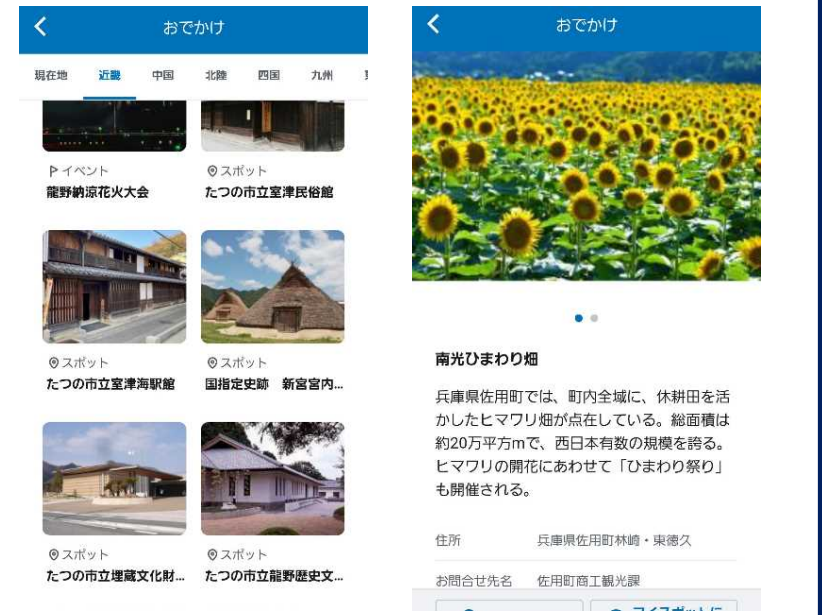 おでかけ
現在地 近畿 中国 北陸 四国 九州
イベント
龍野納涼花火大会
スポット
たつの市立室津民俗館
スポット
たつの市立室津海駅館
スポット
国指定史跡 新宮宮内...
スポット
たつの市立埋蔵文化財...
スポット
たつの市立龍野歴史文...
おでかけ
南光ひまわり畑
兵庫県佐用町では、町内全域に、休耕田を活
かしたヒマワリ畑が点在している。総面積は
約20万平方mで、西日本有数の規模を誇る。
ヒマワリの開花にあわせて「ひまわり祭り」
も開催される。
住所 兵庫県佐用町林崎・東徳久
お問合せ先名 佐用町商工観光課